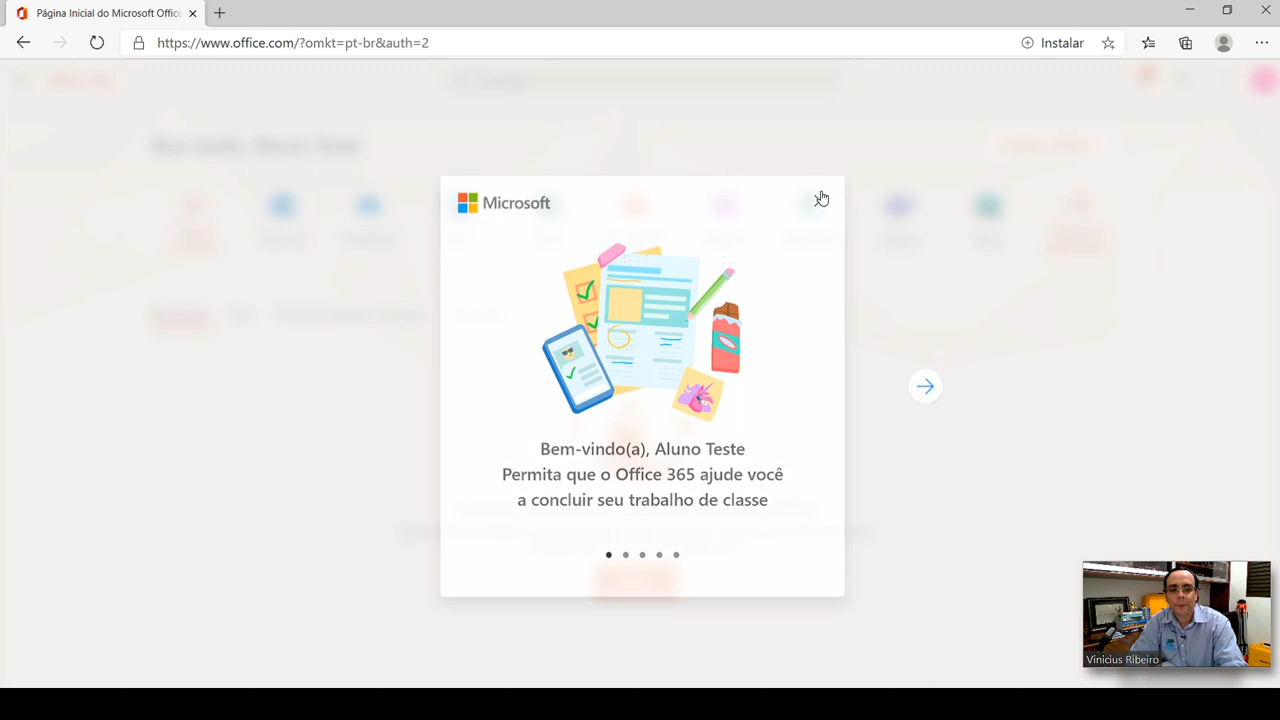 Página Inicial do Microsoft Office
https://www.office.com/?omkt=pt-br&auth=2
Instalar
Microsoft
Bem-vindo(a), Aluno Teste
Permita que o Office 365 ajude você
a concluir seu trabalho de classe
Vinicius Ribeiro